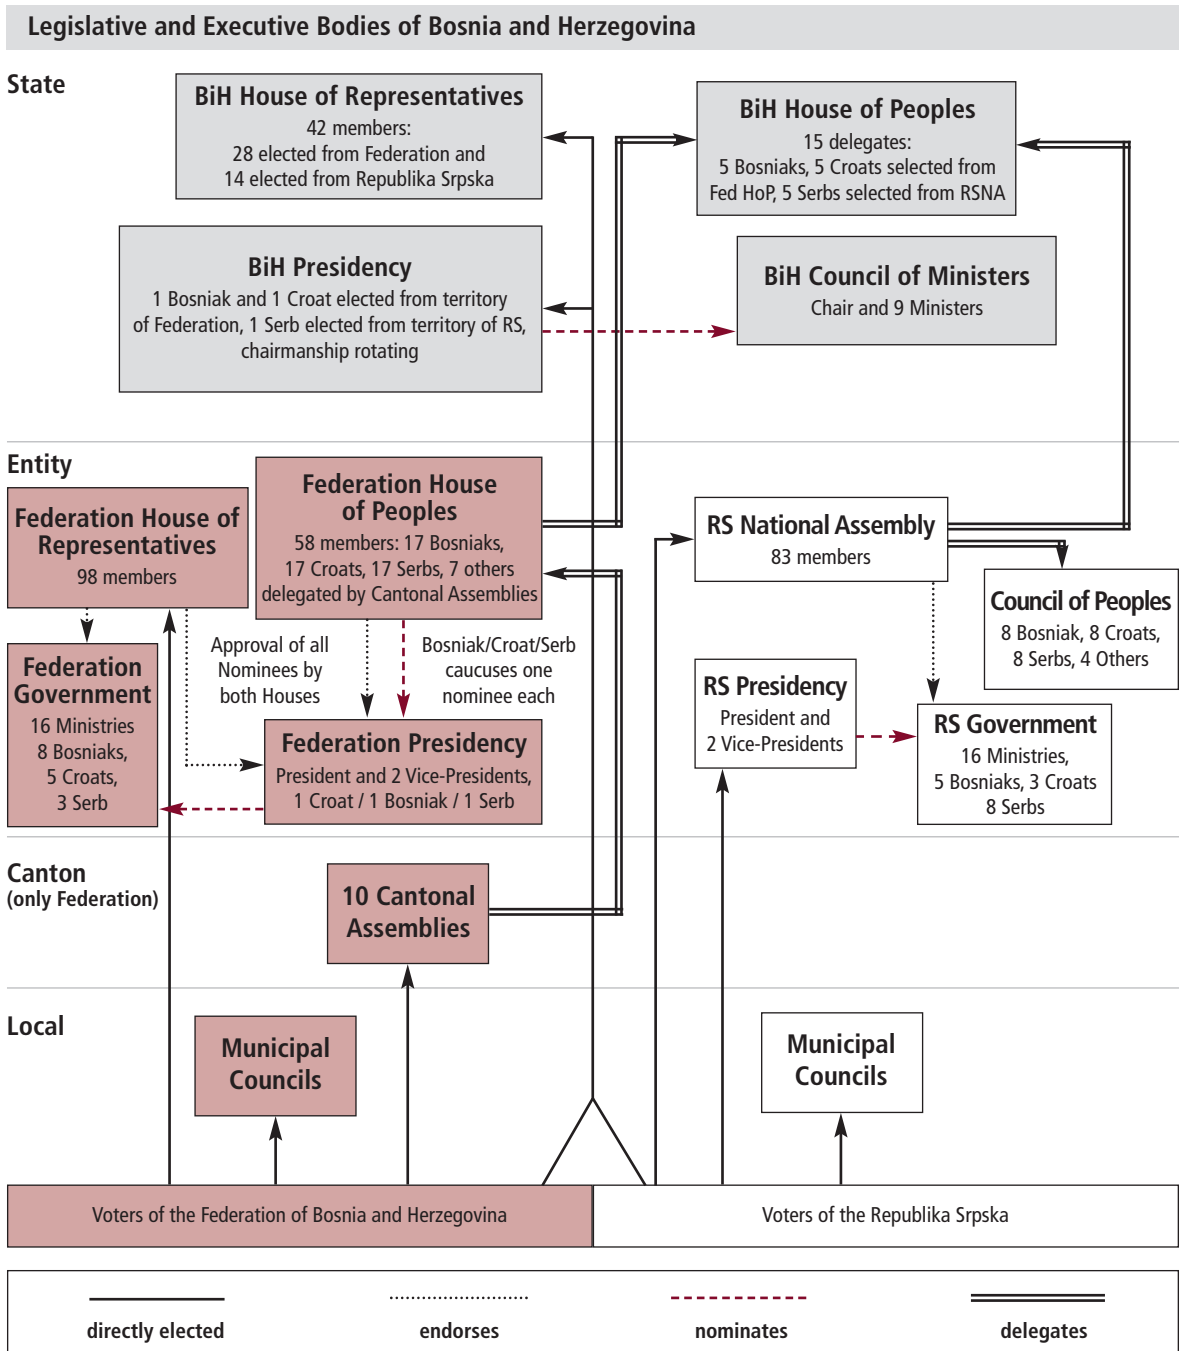 Legislative and Executive Bodies of Bosnia and Herzegovina
State
BiH House of Representatives
42 members:
28 elected from Federation and
14 elected from Republika Srpska
BiH House of Peoples
15 delegates:
5 Bosniaks, 5 Croats selected from
Fed HoP, 5 Serbs selected from RSNA
BiH Presidency
1 Bosniak and 1 Croat elected from territory
of Federation, 1 Serb elected from territory of RS,
chairmanship rotating
BiH Council of Ministers
Chair and 9 Ministers
Entity
Federation House of
Representatives
98 members
Federation House
of Peoples
58 members: 17 Bosniaks,
17 Croats, 17 Serbs, 7 others
delegated by Cantonal Assemblies
RS National Assembly
83 members
Council of Peoples
8 Bosniak, 8 Croats,
8 Serbs, 4 Others
Federation
Government
16 Ministries
8 Bosniaks,
5 Croats,
3 Serb
Approval of all
Nominees by
both Houses
Bosniak/Croat/Serb
caucuses one
nominee each
Federation Presidency
President and 2 Vice-Presidents,
1 Croat / 1 Bosniak / 1 Serb
RS Presidency
President and
2 Vice-Presidents
RS Government
16 Ministries,
5 Bosniaks, 3 Croats
8 Serbs
Canton
(only Federation)
10 Cantonal
Assemblies
Local
Municipal
Councils
Municipal
Councils
Voters of the Federation of Bosnia and Herzegovina
Voters of the Republika Srpska
directly elected
endorses
nominates
delegates